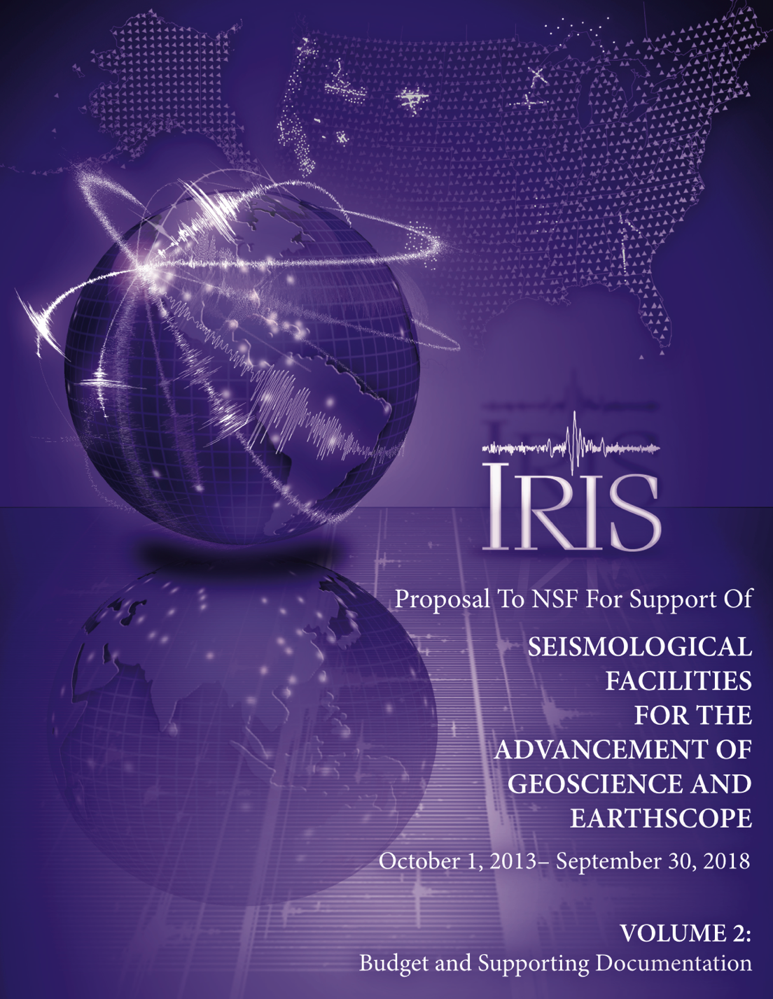 IRIS
Proposal To NSF For Support Of
SEISMOLOGICAL
FACILITIES
FOR THE
ADVANCEMENT OF
GEOSCIENCE AND
EARTHSCOPE
October 1, 2013– September 30, 2018
VOLUME 2:
Budget and Supporting Documentation